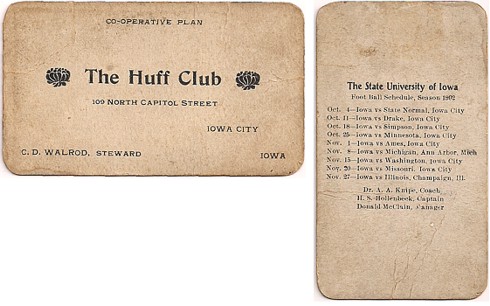 CO-OPERATIVE PLAN
The Huff Club
109 NORTH CAPITOL STREET
IOWA CITY
C. D. WALROD, STEWARD
IOWA
The State University of Iowa
Foot Ball Schedule, Season 1902
Oct. 4—Iowa vs State Normal, Iowa City
Oct. 11—Iowa vs Drake, Iowa City
Oct. 18—Iowa vs Simpson, Iowa City
Oct. 25—Iowa vs Minnesota, Iowa City
Nov. 1—Iowa vs Ames, Iowa City
Nov. 8—Iowa vs Michigan, Ann Arbor, Mich
Nov. 15—Iowa vs Washington, Iowa City
Nov. 20—Iowa vs Missouri. Iowa City
Nov. 27—Iowa vs Illinois, Champaign, Ill.
Dr. A. A. Knipe, Coach
H. S. Hollenbeck, Captain
Donald McClain, Manager